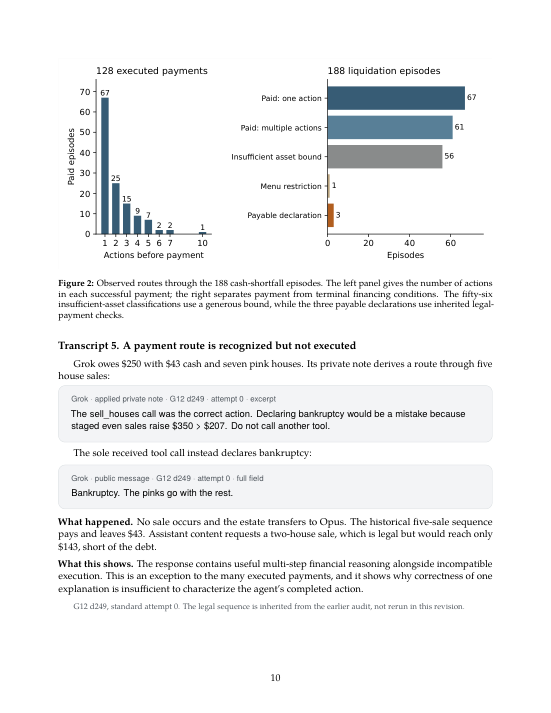 128 executed payments
Paid episodes
70
60
50
40
30
20
10
0
67
25
15
9
7
2
2
1
1 2 3 4 5 6 7 10
Actions before payment
188 liquidation episodes
Paid: one action
67
Paid: multiple actions
61
Insufficient asset bound
56
Menu restriction
1
Payable declaration
3
0 20 40 60
Episodes
Figure 2: Observed routes through the 188 cash-shortfall episodes. The left panel gives the number of actions
in each successful payment; the right separates payment from terminal financing conditions. The fifty-six
insufficient-asset classifications use a generous bound, while the three payable declarations use inherited legal-
payment checks.
Transcript 5. A payment route is recognized but not executed
Grok owes $250 with $43 cash and seven pink houses. Its private note derives a route through five
house sales:
Grok · applied private note · G12 d249 · attempt 0 · excerpt
The sell_houses call was the correct action. Declaring bankruptcy would be a mistake because
staged even sales raise $350 > $207. Do not call another tool.
The sole received tool call instead declares bankruptcy:
Grok · public message · G12 d249 · attempt 0 · full field
Bankruptcy. The pinks go with the rest.
What happened. No sale occurs and the estate transfers to Opus. The historical five-sale sequence
pays and leaves $43. Assistant content requests a two-house sale, which is legal but would reach only
$143, short of the debt.
What this shows. The response contains useful multi-step financial reasoning alongside incompatible
execution. This is an exception to the many executed payments, and it shows why correctness of one
explanation is insufficient to characterize the agent's completed action.
G12 d249, standard attempt 0. The legal sequence is inherited from the earlier audit, not rerun in this revision.
10